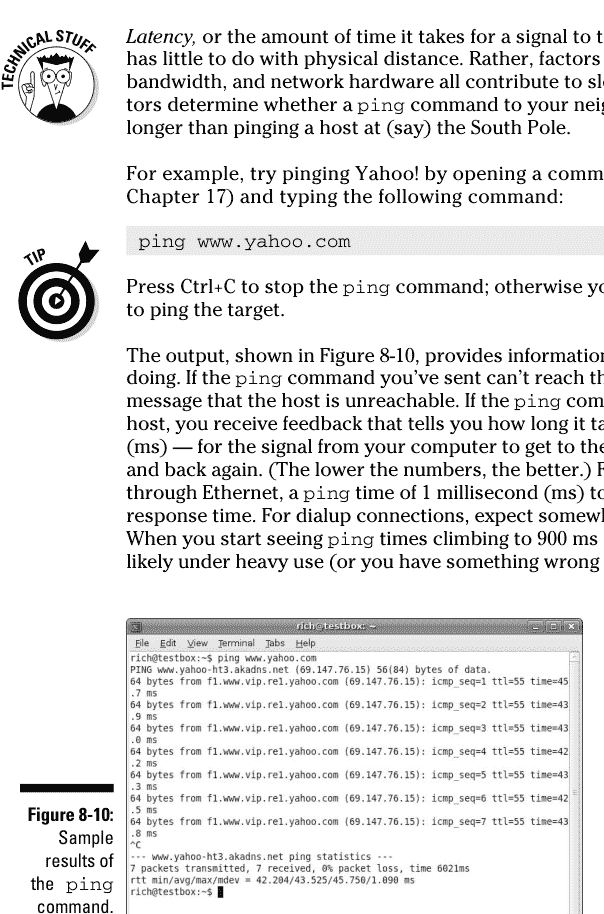 TECHNICAL STUFF
Latency, or the amount of time it takes for a signal to t
has little to do with physical distance. Rather, factors
bandwidth, and network hardware all contribute to sl
tors determine whether a ping command to your neig
longer than pinging a host at (say) the South Pole.
For example, try pinging Yahoo! by opening a comm
Chapter 17) and typing the following command:
TIP
ping www.yahoo.com
Press Ctrl+C to stop the ping command; otherwise yo
to ping the target.
The output, shown in Figure 8-10, provides information
doing. If the ping command you've sent can't reach th
message that the host is unreachable. If the ping com
host, you receive feedback that tells you how long it ta
(ms) — for the signal from your computer to get to the
and back again. (The lower the numbers, the better.) F
through Ethernet, a ping time of 1 millisecond (ms) to
response time. For dialup connections, expect somewh
When you start seeing ping times climbing to 900 ms
likely under heavy use (or you have something wrong
rich@testbox: ~
File Edit View Terminal Tabs Help
rich@testbox:~$ ping www.yahoo.com
PING www.yahoo-ht3.akadns.net (69.147.76.15) 56(84) bytes of data.
64 bytes from f1.www.vip.re1.yahoo.com (69.147.76.15): icmp_seq=1 ttl=55 time=45
.7 ms
64 bytes from f1.www.vip.re1.yahoo.com (69.147.76.15): icmp_seq=2 ttl=55 time=43
.9 ms
64 bytes from f1.www.vip.re1.yahoo.com (69.147.76.15): icmp_seq=3 ttl=55 time=43
.0 ms
64 bytes from f1.www.vip.re1.yahoo.com (69.147.76.15): icmp_seq=4 ttl=55 time=42
.2 ms
64 bytes from f1.www.vip.re1.yahoo.com (69.147.76.15): icmp_seq=5 ttl=55 time=43
.3 ms
64 bytes from f1.www.vip.re1.yahoo.com (69.147.76.15): icmp_seq=6 ttl=55 time=42
.5 ms
64 bytes from f1.www.vip.re1.yahoo.com (69.147.76.15): icmp_seq=7 ttl=55 time=43
.8 ms
^C
--- www.yahoo-ht3.akadns.net ping statistics ---
7 packets transmitted, 7 received, 0% packet loss, time 6021ms
rtt min/avg/max/mdev = 42.204/43.525/45.750/1.090 ms
rich@testbox:~$
Figure 8-10:
Sample
results of
the ping
command.